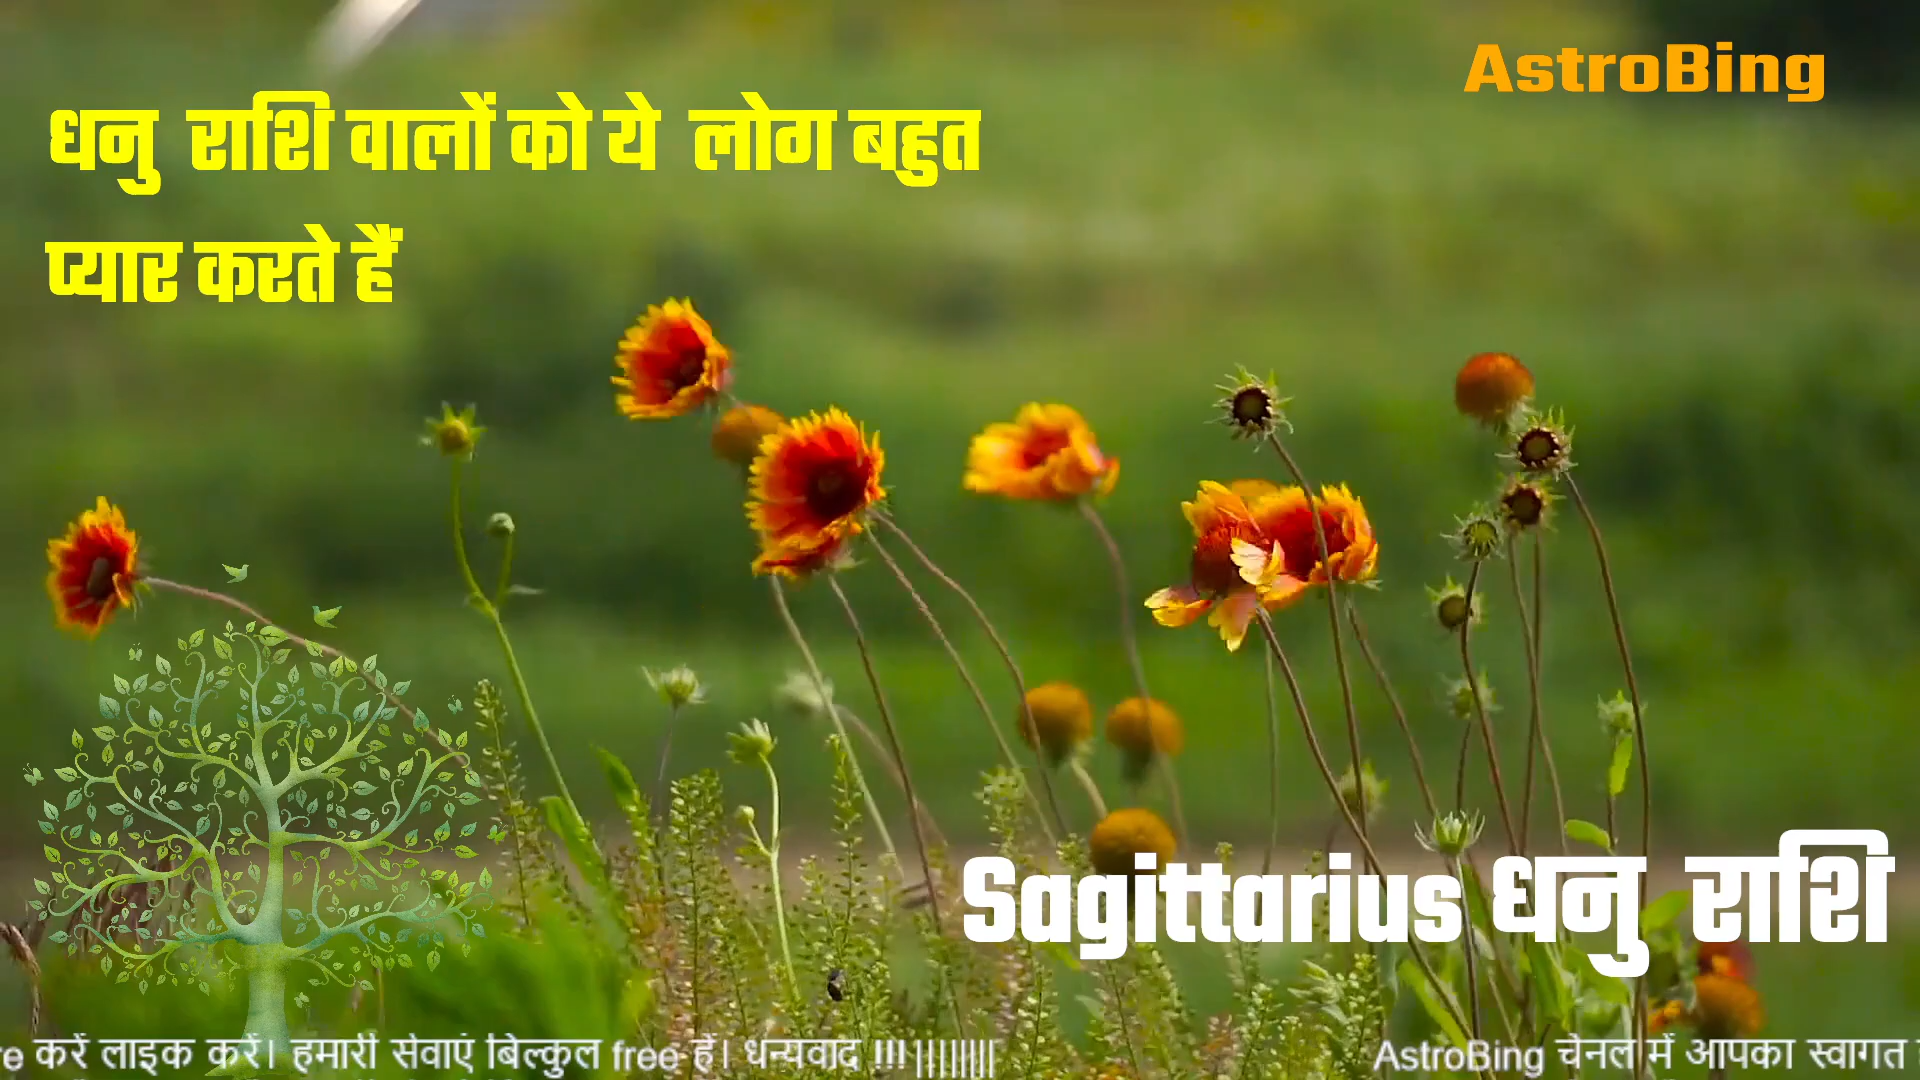 AstroBing
धनु राशि वालों को ये लोग बहुत
प्यार करते हैं
Sagittarius धनु राशि
करें लाइक करें। हमारी सेवाएं बिल्कुल free हैं। धन्यवाद !!!||||||| AstroBing चेनल में आपका स्वागत